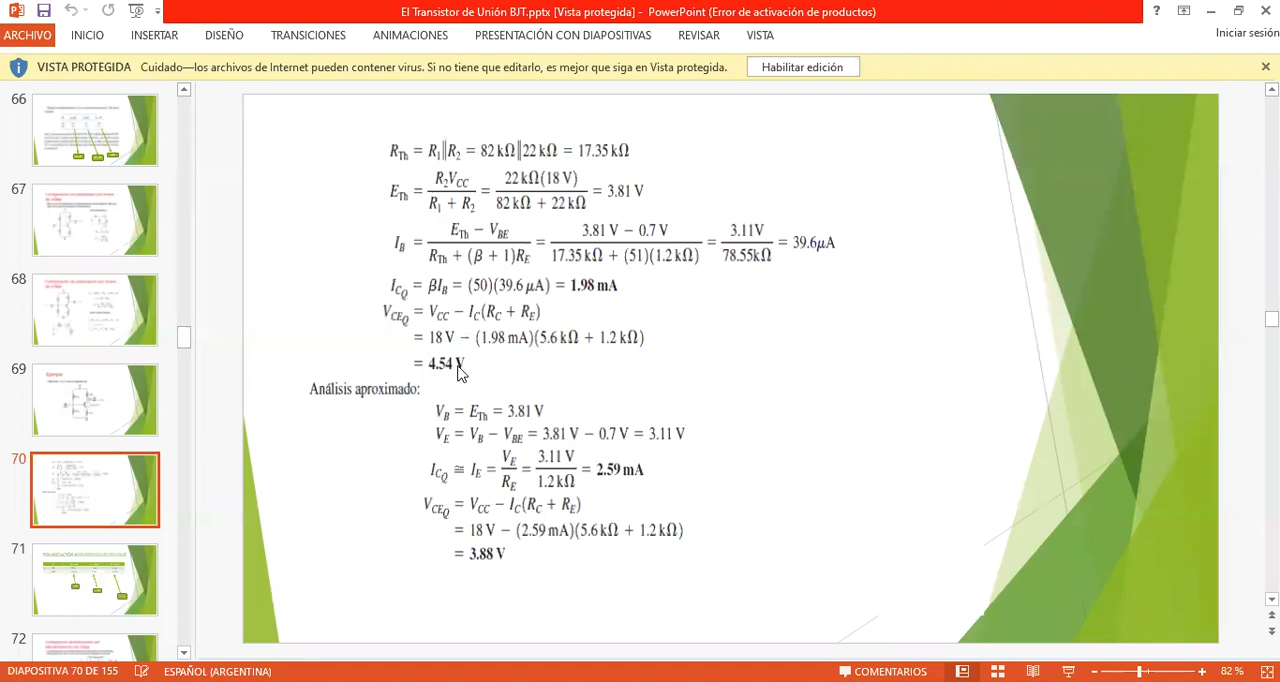 El Transistor de Unión BJT.pptx [Vista protegida] - PowerPoint (Error de activación de productos)
ARCHIVO INICIO INSERTAR DISEÑO TRANSICIONES ANIMACIONES PRESENTACIÓN CON DIAPOSITIVAS REVISAR VISTA Iniciar sesión
VISTA PROTEGIDA Cuidado—los archivos de Internet pueden contener virus. Si no tiene que editarlo, es mejor que siga en Vista protegida. Habilitar edición
66
67
68
69
Ejemplo
70
71
72
R_Th = R_1‖R_2 = 82 kΩ‖22 kΩ = 17.35 kΩ
E_Th = R_2V_CC / R_1 + R_2 = 22 kΩ(18 V) / 82 kΩ + 22 kΩ = 3.81 V
I_B = E_Th − V_BE / R_Th + (β + 1)R_E = 3.81 V − 0.7 V / 17.35 kΩ + (51)(1.2 kΩ) = 3.11V / 78.55kΩ = 39.6μA
I_CQ = βI_B = (50)(39.6 μA) = 1.98 mA
V_CEQ = V_CC − I_C(R_C + R_E)
= 18 V − (1.98 mA)(5.6 kΩ + 1.2 kΩ)
= 4.54 V
Análisis aproximado:
V_B = E_Th = 3.81 V
V_E = V_B − V_BE = 3.81 V − 0.7 V = 3.11 V
I_CQ ≅ I_E = V_E / R_E = 3.11 V / 1.2 kΩ = 2.59 mA
V_CEQ = V_CC − I_C(R_C + R_E)
= 18 V − (2.59 mA)(5.6 kΩ + 1.2 kΩ)
= 3.88 V
DIAPOSITIVA 70 DE 155 ESPAÑOL (ARGENTINA) COMENTARIOS 82 %